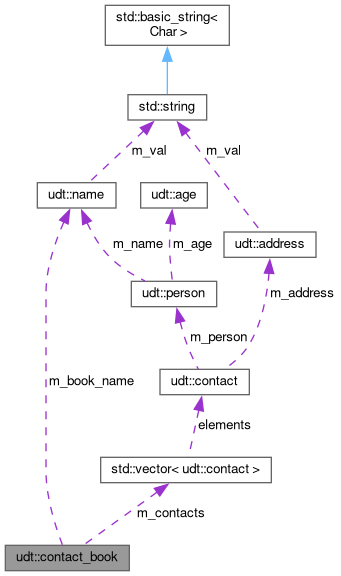 std::basic_string<
Char >
std::string
m_val
m_val
udt::name
udt::age
udt::address
m_name
m_age
udt::person
m_address
m_person
m_book_name
udt::contact
elements
std::vector< udt::contact >
m_contacts
udt::contact_book